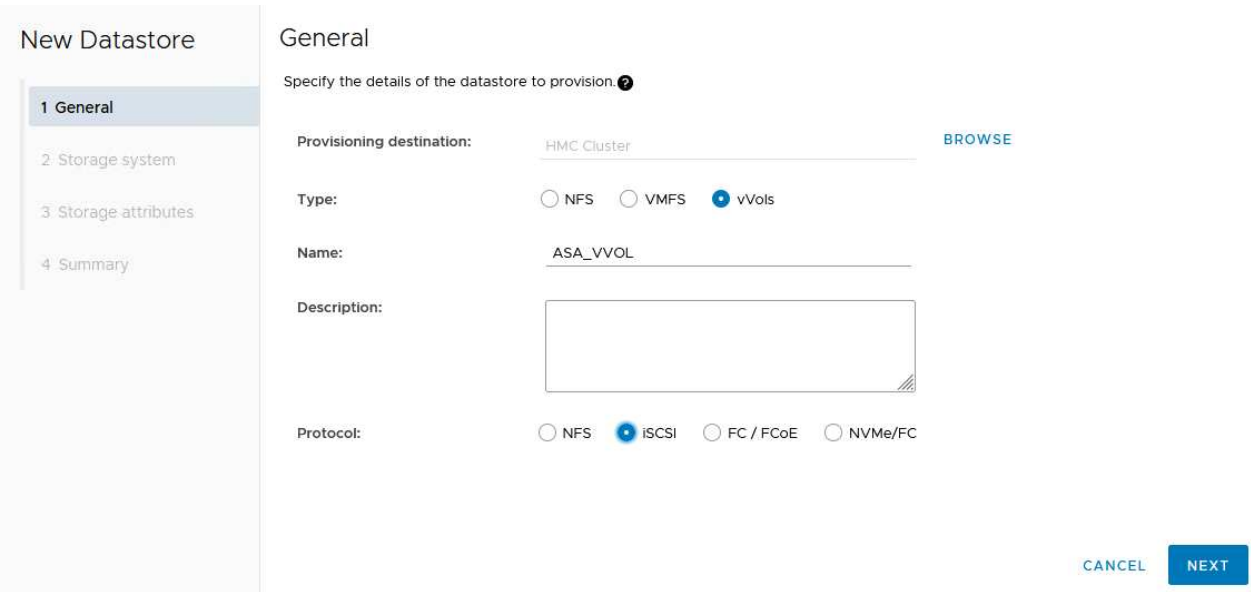 New Datastore
1 General
2 Storage system
3 Storage attributes
4 Summary
General
Specify the details of the datastore to provision.?
Provisioning destination: HMC Cluster BROWSE
Type: NFS VMFS vVols
Name: ASA_VVOL
Description:
Protocol: NFS iSCSI FC / FCoE NVMe/FC
CANCEL NEXT